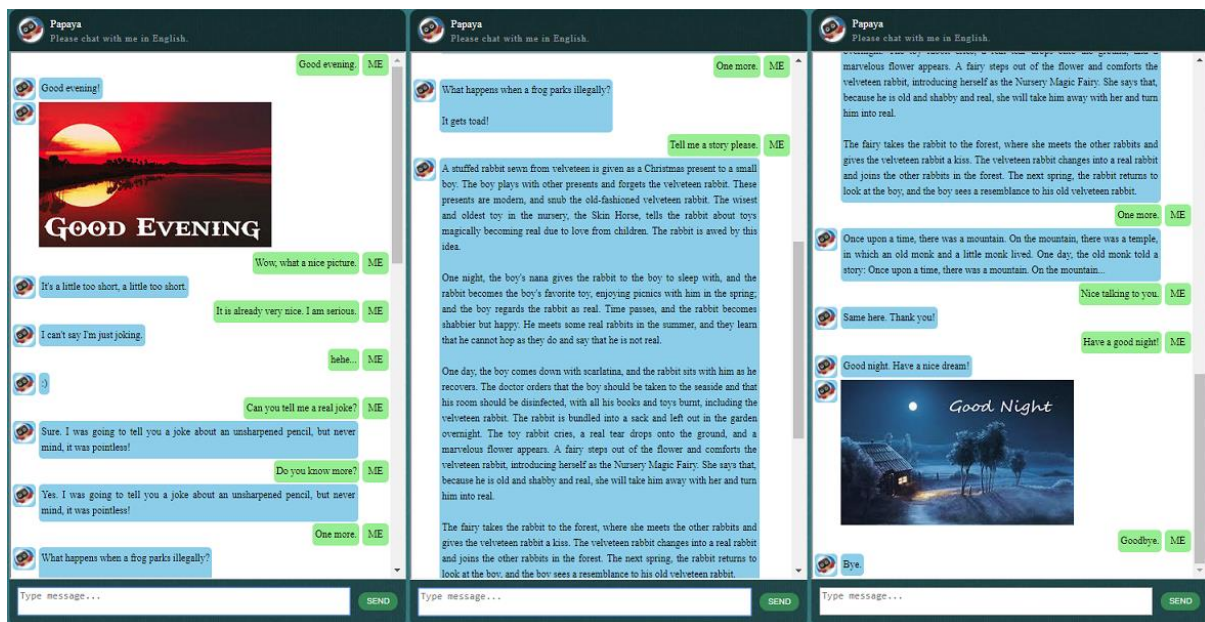 Papaya
Please chat with me in English.
Good evening. ME
Good evening!
GOOD EVENING
Wow, what a nice picture. ME
It's a little too short, a little too short.
It is already very nice. I am serious. ME
I can't say I'm just joking.
hehe... ME
:)
Can you tell me a real joke? ME
Sure. I was going to tell you a joke about an unsharpened pencil, but never
mind, it was pointless!
Do you know more? ME
Yes. I was going to tell you a joke about an unsharpened pencil, but never
mind, it was pointless!
One more. ME
What happens when a frog parks illegally?
Type message...
SEND
Papaya
Please chat with me in English.
One more. ME
What happens when a frog parks illegally?
It gets toad!
Tell me a story please. ME
A stuffed rabbit sewn from velveteen is given as a Christmas present to a small
boy. The boy plays with other presents and forgets the velveteen rabbit. These
presents are modern, and snub the old-fashioned velveteen rabbit. The wisest
and oldest toy in the nursery, the Skin Horse, tells the rabbit about toys
magically becoming real due to love from children. The rabbit is awed by this
idea.
One night, the boy's nana gives the rabbit to the boy to sleep with, and the
rabbit becomes the boy's favorite toy, enjoying picnics with him in the spring;
and the boy regards the rabbit as real. Time passes, and the rabbit becomes
shabbier but happy. He meets some real rabbits in the summer, and they learn
that he cannot hop as they do and say that he is not real.
One day, the boy comes down with scarlatina, and the rabbit sits with him as he
recovers. The doctor orders that the boy should be taken to the seaside and that
his room should be disinfected, with all his books and toys burnt, including the
velveteen rabbit. The rabbit is bundled into a sack and left out in the garden
overnight. The toy rabbit cries, a real tear drops onto the ground, and a
marvelous flower appears. A fairy steps out of the flower and comforts the
velveteen rabbit, introducing herself as the Nursery Magic Fairy. She says that,
because he is old and shabby and real, she will take him away with her and turn
him into real.
The fairy takes the rabbit to the forest, where she meets the other rabbits and
gives the velveteen rabbit a kiss. The velveteen rabbit changes into a real rabbit
and joins the other rabbits in the forest. The next spring, the rabbit returns to
look at the boy, and the boy sees a resemblance to his old velveteen rabbit.
Type message...
SEND
Papaya
Please chat with me in English.
overnight. The toy rabbit cries, a real tear drops onto the ground, and a
marvelous flower appears. A fairy steps out of the flower and comforts the
velveteen rabbit, introducing herself as the Nursery Magic Fairy. She says that,
because he is old and shabby and real, she will take him away with her and turn
him into real.
The fairy takes the rabbit to the forest, where she meets the other rabbits and
gives the velveteen rabbit a kiss. The velveteen rabbit changes into a real rabbit
and joins the other rabbits in the forest. The next spring, the rabbit returns to
look at the boy, and the boy sees a resemblance to his old velveteen rabbit.
One more. ME
Once upon a time, there was a mountain. On the mountain, there was a temple,
in which an old monk and a little monk lived. One day, the old monk told a
story: Once upon a time, there was a mountain. On the mountain...
Nice talking to you. ME
Same here. Thank you!
Have a good night! ME
Good night. Have a nice dream!
Good Night
Goodbye. ME
Bye.
Type message...
SEND